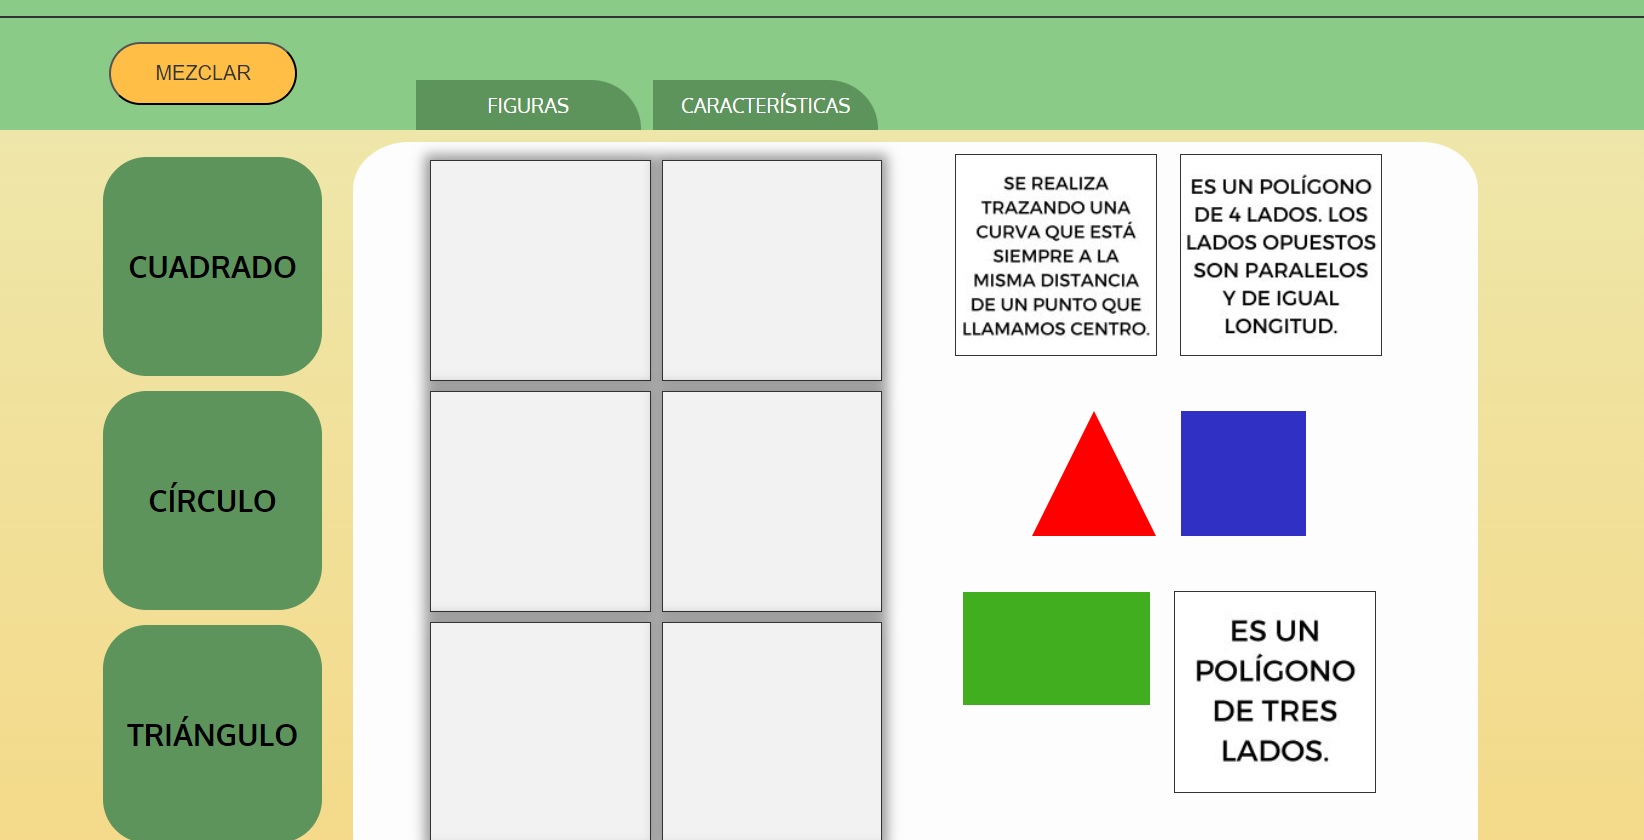 MEZCLAR
FIGURAS
CARACTERÍSTICAS
CUADRADO
CÍRCULO
TRIÁNGULO
SE REALIZA
TRAZANDO UNA
CURVA QUE ESTÁ
SIEMPRE A LA
MISMA DISTANCIA
DE UN PUNTO QUE
LLAMAMOS CENTRO.
ES UN POLÍGONO
DE 4 LADOS. LOS
LADOS OPUESTOS
SON PARALELOS
Y DE IGUAL
LONGITUD.
ES UN
POLÍGONO
DE TRES
LADOS.